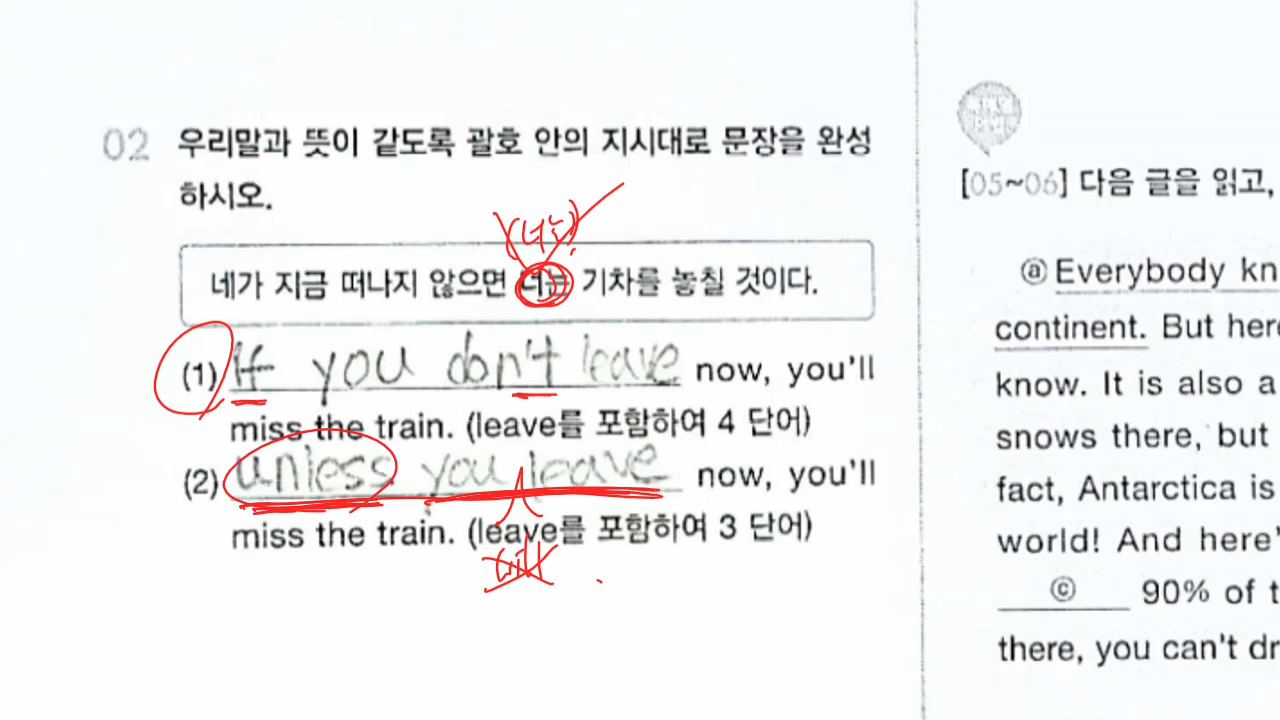 02 우리말과 뜻이 같도록 괄호 안의 지시대로 문장을 완성
하시오.
(너는)
네가 지금 떠나지 않으면 너는 기차를 놓칠 것이다.
(1) If you don't leave now, you'll
miss the train. (leave를 포함하여 4 단어)
(2) unless you leave now, you'll
miss the train. (leave를 포함하여 3 단어)
will
[05~06] 다음 글을 읽고,
ⓐ Everybody kn
continent. But here
know. It is also a
snows there, but
fact, Antarctica is
world! And here'
ⓒ 90% of t
there, you can't dr